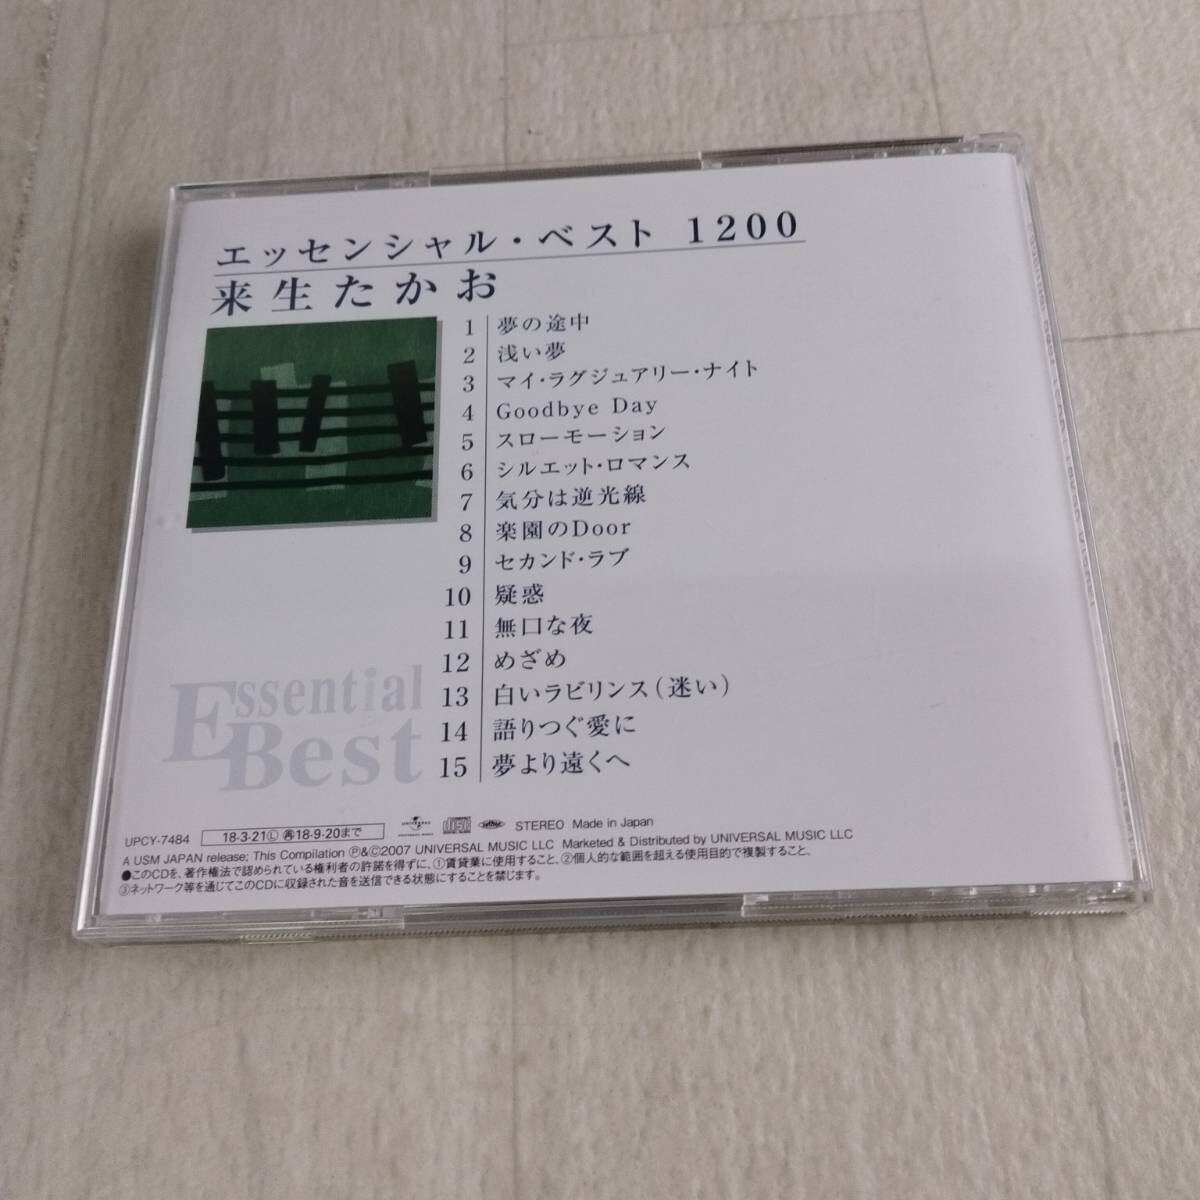 エッセンシャル・ベスト 1200
来生たかお
1 夢の途中
2 浅い夢
3 マイ・ラグジュアリー・ナイト
4 Goodbye Day
5 スローモーション
6 シルエット・ロマンス
7 気分は逆光線
8 楽園のDoor
9 セカンド・ラブ
10 疑惑
11 無口な夜
12 めざめ
13 白いラビリンス(迷い)
14 語りつぐ愛に
15 夢より遠くへ
Essential
Best
UPCY-7484 18·3·21Ⓛ ㋐18·9·20まで UNIVERSAL STEREO Made in Japan
A USM JAPAN release; This Compilation Ⓟ&Ⓒ2007 UNIVERSAL MUSIC LLC Marketed & Distributed by UNIVERSAL MUSIC LLC
●このCDを、著作権法で認められている権利者の許諾を得ずに、①賃貸業に使用すること、②個人的な範囲を超える使用目的で複製すること、
③ネットワーク等を通じてこのCDに収録された音を送信できる状態にすることを禁じます。